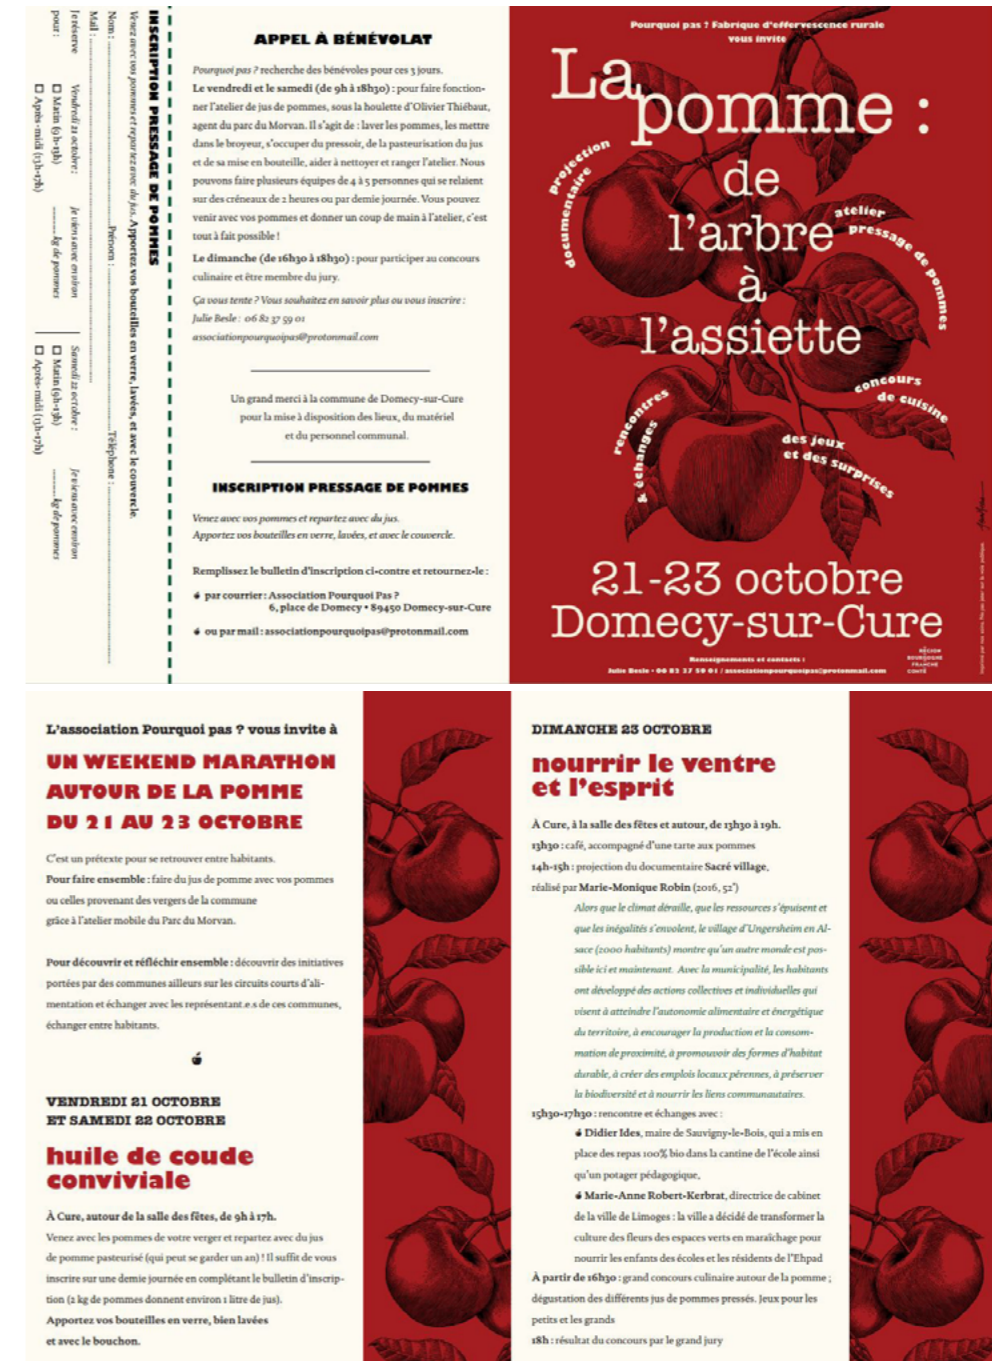 INSCRIPTION PRESSAGE DE POMMES
Venez avec vos pommes et repartez avec du jus. Apportez vos bouteilles en verre, lavées, et avec le couvercle.
Nom : Prénom : Téléphone :
Mail :
Je réserve Vendredi 21 octobre : Je viens avec environ Samedi 22 octobre : Je viens avec environ
pour : ☐ Matin (9h-13h) kg de pommes ☐ Matin (9h-13h) kg de pommes
☐ Après-midi (13h-17h) ☐ Après-midi (13h-17h)
APPEL À BÉNÉVOLAT
Pourquoi pas ? recherche des bénévoles pour ces 3 jours.
Le vendredi et le samedi (de 9h à 18h30) : pour faire fonction-
ner l'atelier de jus de pommes, sous la houlette d'Olivier Thiébaut,
agent du parc du Morvan. Il s'agit de : laver les pommes, les mettre
dans le broyeur, s'occuper du pressoir, de la pasteurisation du jus
et de sa mise en bouteille, aider à nettoyer et ranger l'atelier. Nous
pouvons faire plusieurs équipes de 4 à 5 personnes qui se relaient
sur des créneaux de 2 heures ou par demie journée. Vous pouvez
venir avec vos pommes et donner un coup de main à l'atelier, c'est
tout à fait possible !
Le dimanche (de 16h30 à 18h30) : pour participer au concours
culinaire et être membre du jury.
Ça vous tente ? Vous souhaitez en savoir plus ou vous inscrire :
Julie Besle : 06 82 37 59 01
associationpourquoipas@protonmail.com
Un grand merci à la commune de Domecy-sur-Cure
pour la mise à disposition des lieux, du matériel
et du personnel communal.
INSCRIPTION PRESSAGE DE POMMES
Venez avec vos pommes et repartez avec du jus.
Apportez vos bouteilles en verre, lavées, et avec le couvercle.
Remplissez le bulletin d'inscription ci-contre et retournez-le :
par courrier : Association Pourquoi Pas ?
6, place de Domecy • 89450 Domecy-sur-Cure
ou par mail : associationpourquoipas@protonmail.com
Pourquoi pas ? Fabrique d'effervescence rurale
vous invite
La
pomme :
de
l'arbre
à
l'assiette
projection
documentaire
atelier
pressage de pommes
concours
de cuisine
rencontres
& échanges
des jeux
et des surprises
21-23 octobre
Domecy-sur-Cure
Renseignements et contacts :
Julie Besle • 06 82 37 59 01 / associationpourquoipas@protonmail.com
RÉGION
BOURGOGNE
FRANCHE
COMTÉ
Imprimé par nos soins. Ne pas jeter sur la voie publique.
L'association Pourquoi pas ? vous invite à
UN WEEKEND MARATHON
AUTOUR DE LA POMME
DU 21 AU 23 OCTOBRE
C'est un prétexte pour se retrouver entre habitants.
Pour faire ensemble : faire du jus de pomme avec vos pommes
ou celles provenant des vergers de la commune
grâce à l'atelier mobile du Parc du Morvan.
Pour découvrir et réfléchir ensemble : découvrir des initiatives
portées par des communes ailleurs sur les circuits courts d'ali-
mentation et échanger avec les représentant.e.s de ces communes,
échanger entre habitants.
VENDREDI 21 OCTOBRE
ET SAMEDI 22 OCTOBRE
huile de coude
conviviale
À Cure, autour de la salle des fêtes, de 9h à 17h.
Venez avec les pommes de votre verger et repartez avec du jus
de pomme pasteurisé (qui peut se garder un an) ! Il suffit de vous
inscrire sur une demie journée en complétant le bulletin d'inscrip-
tion (2 kg de pommes donnent environ 1 litre de jus).
Apportez vos bouteilles en verre, bien lavées
et avec le bouchon.
DIMANCHE 23 OCTOBRE
nourrir le ventre
et l'esprit
À Cure, à la salle des fêtes et autour, de 13h30 à 19h.
13h30 : café, accompagné d'une tarte aux pommes
14h-15h : projection du documentaire Sacré village,
réalisé par Marie-Monique Robin (2016, 52')
Alors que le climat déraille, que les ressources s'épuisent et
que les inégalités s'envolent, le village d'Ungersheim en Al-
sace (2000 habitants) montre qu'un autre monde est pos-
sible ici et maintenant. Avec la municipalité, les habitants
ont développé des actions collectives et individuelles qui
visent à atteindre l'autonomie alimentaire et énergétique
du territoire, à encourager la production et la consom-
mation de proximité, à promouvoir des formes d'habitat
durable, à créer des emplois locaux pérennes, à préserver
la biodiversité et à nourrir les liens communautaires.
15h30-17h30 : rencontre et échanges avec :
Didier Ides, maire de Sauvigny-le-Bois, qui a mis en
place des repas 100% bio dans la cantine de l'école ainsi
qu'un potager pédagogique,
Marie-Anne Robert-Kerbrat, directrice de cabinet
de la ville de Limoges : la ville a décidé de transformer la
culture des fleurs des espaces verts en maraîchage pour
nourrir les enfants des écoles et les résidents de l'Ehpad
À partir de 16h30 : grand concours culinaire autour de la pomme ;
dégustation des différents jus de pommes pressés. Jeux pour les
petits et les grands
18h : résultat du concours par le grand jury